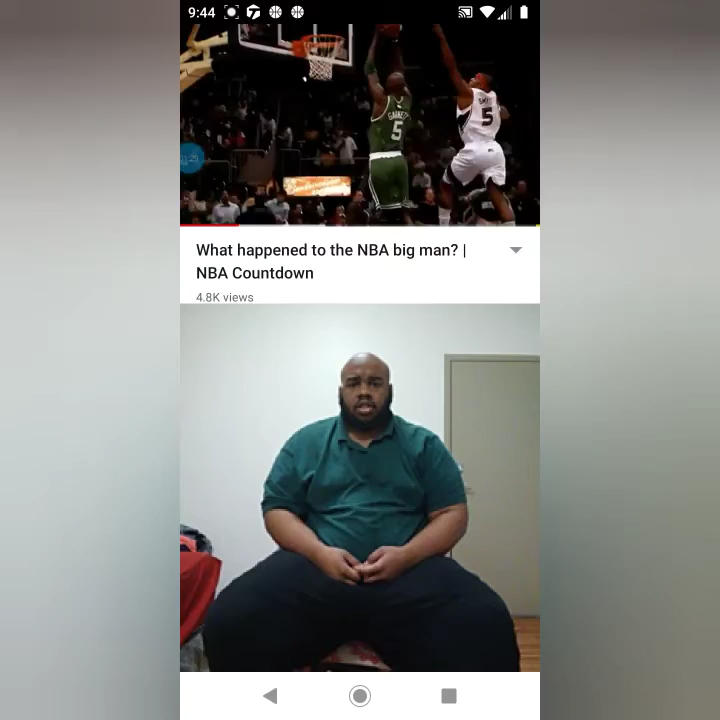 9:44
GARNETT
5
SMITH
5
What happened to the NBA big man? |
NBA Countdown
4.8K views